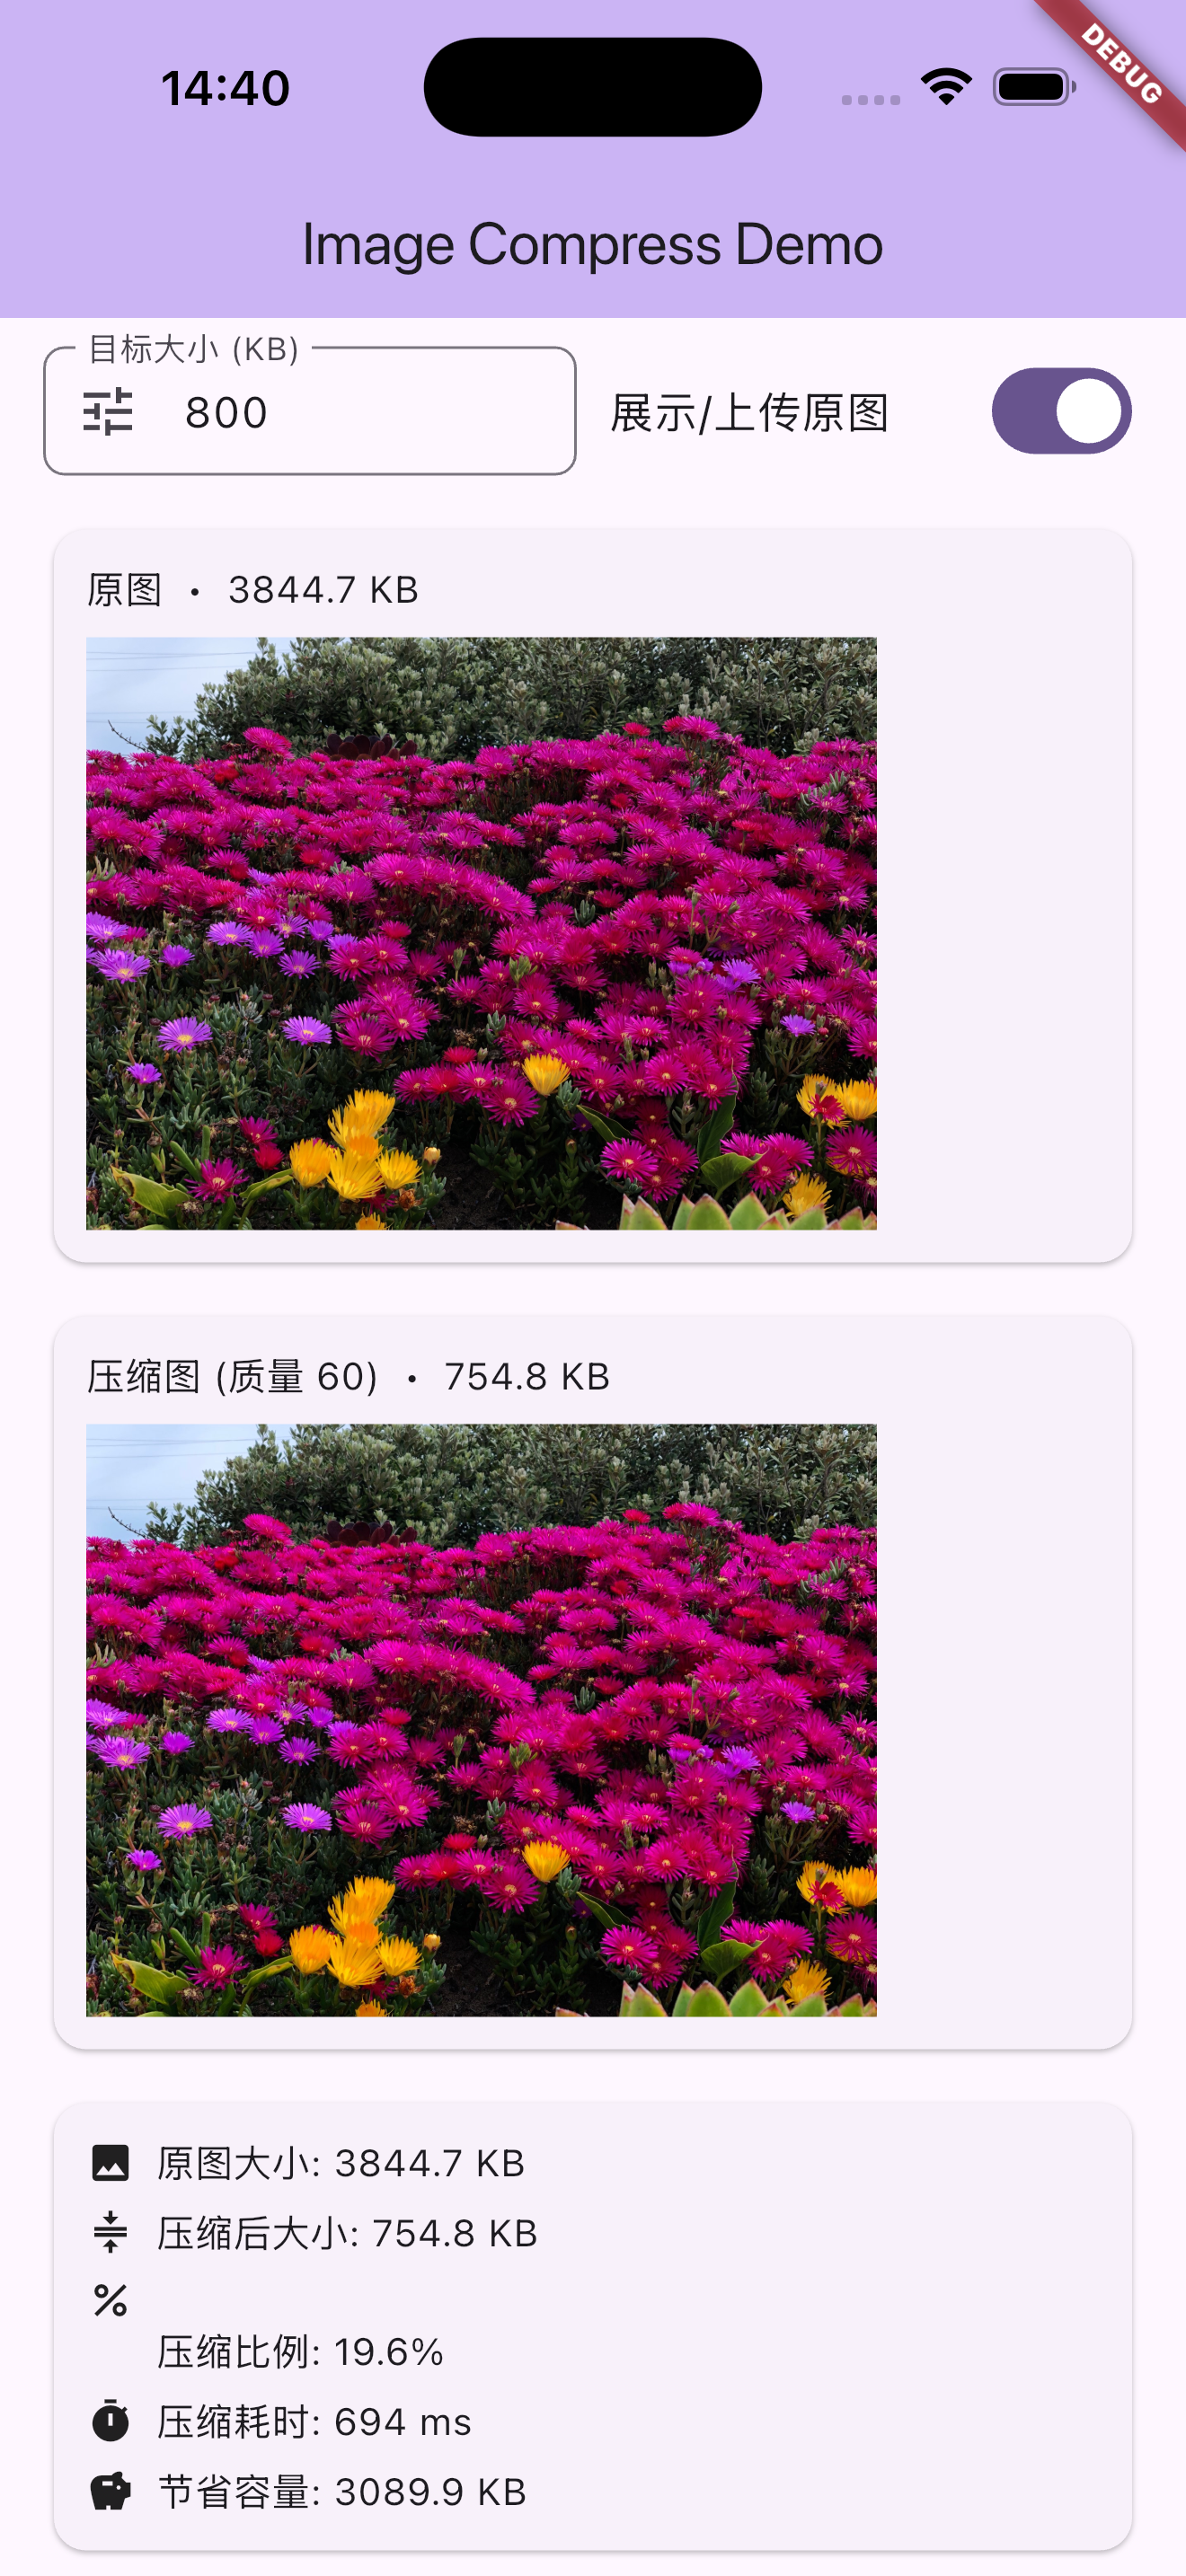 14:40
DEBUG
Image Compress Demo
目标大小 (KB)
800
展示/上传原图
原图 • 3844.7 KB
压缩图 (质量 60) • 754.8 KB
原图大小: 3844.7 KB
压缩后大小: 754.8 KB
压缩比例: 19.6%
压缩耗时: 694 ms
节省容量: 3089.9 KB